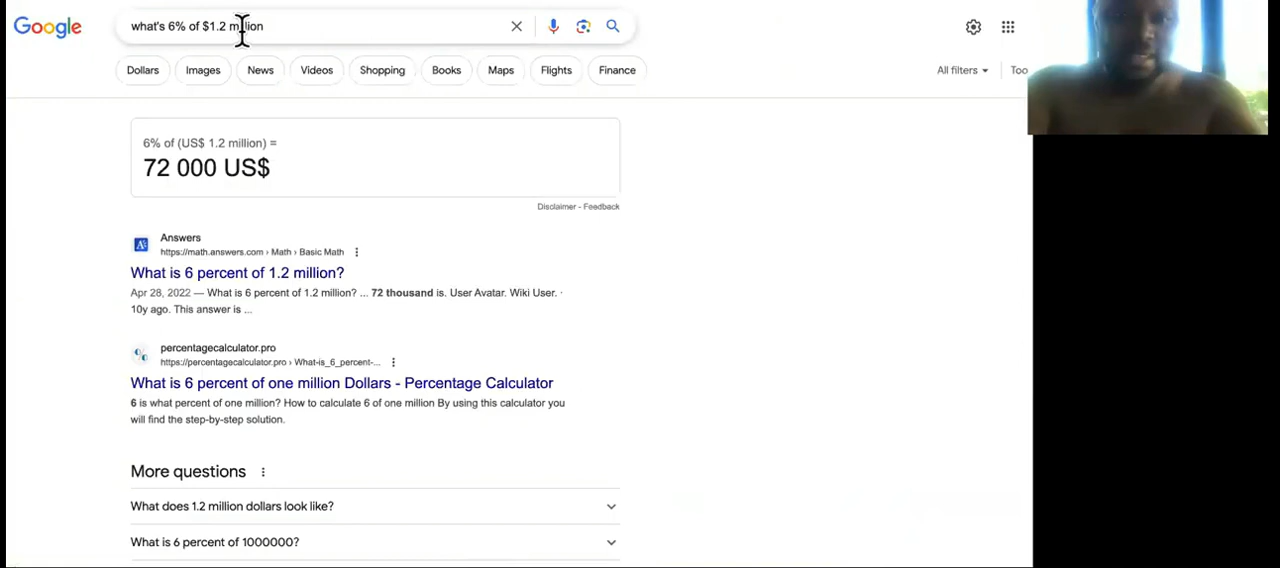 Google
what's 6% of $1.2 million
Dollars
Images
News
Videos
Shopping
Books
Maps
Flights
Finance
All filters
Too
6% of (US$ 1.2 million) =
72 000 US$
Disclaimer - Feedback
Answers
https://math.answers.com › Math › Basic Math
What is 6 percent of 1.2 million?
Apr 28, 2022 — What is 6 percent of 1.2 million? ... 72 thousand is. User Avatar. Wiki User. ·
10y ago. This answer is ...
percentagecalculator.pro
https://percentagecalculator.pro › What-is_6_percent-...
What is 6 percent of one million Dollars - Percentage Calculator
6 is what percent of one million? How to calculate 6 of one million By using this calculator you
will find the step-by-step solution.
More questions
What does 1.2 million dollars look like?
What is 6 percent of 1000000?